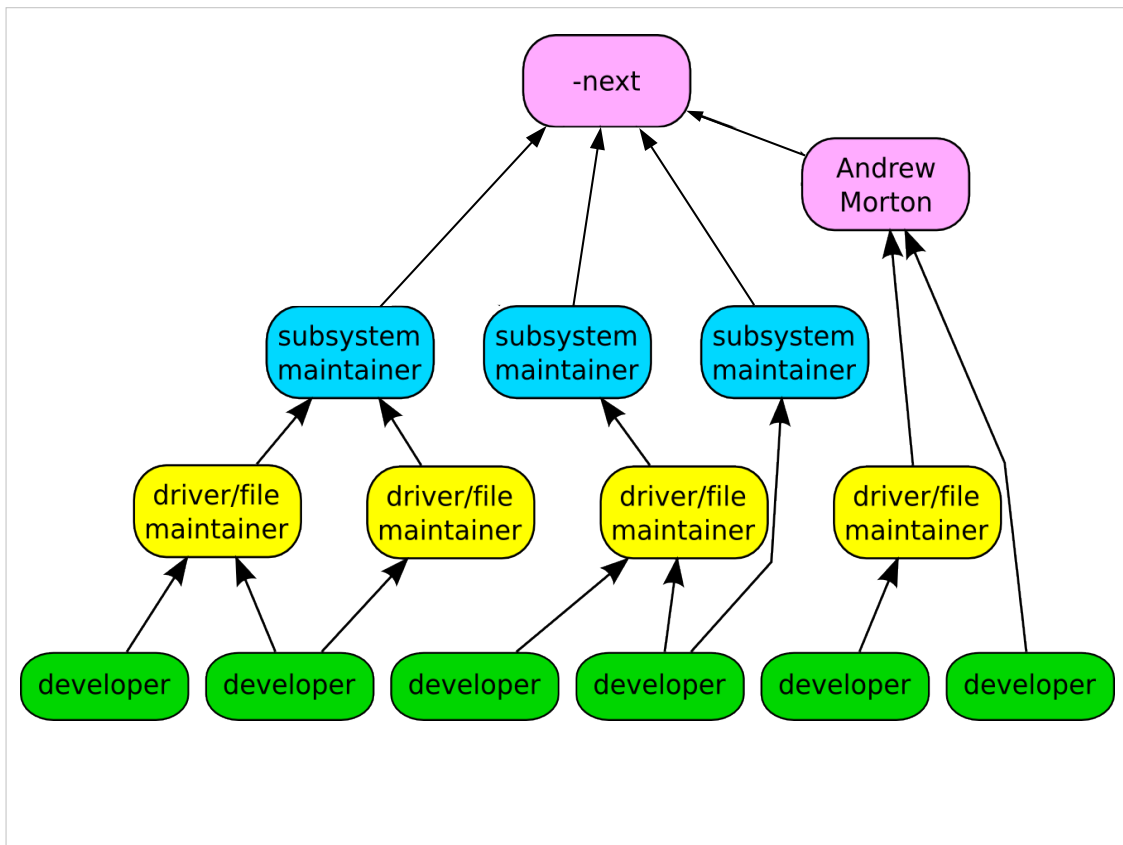 -next
Andrew
Morton
subsystem
maintainer
subsystem
maintainer
subsystem
maintainer
driver/file
maintainer
driver/file
maintainer
driver/file
maintainer
driver/file
maintainer
developer
developer
developer
developer
developer
developer